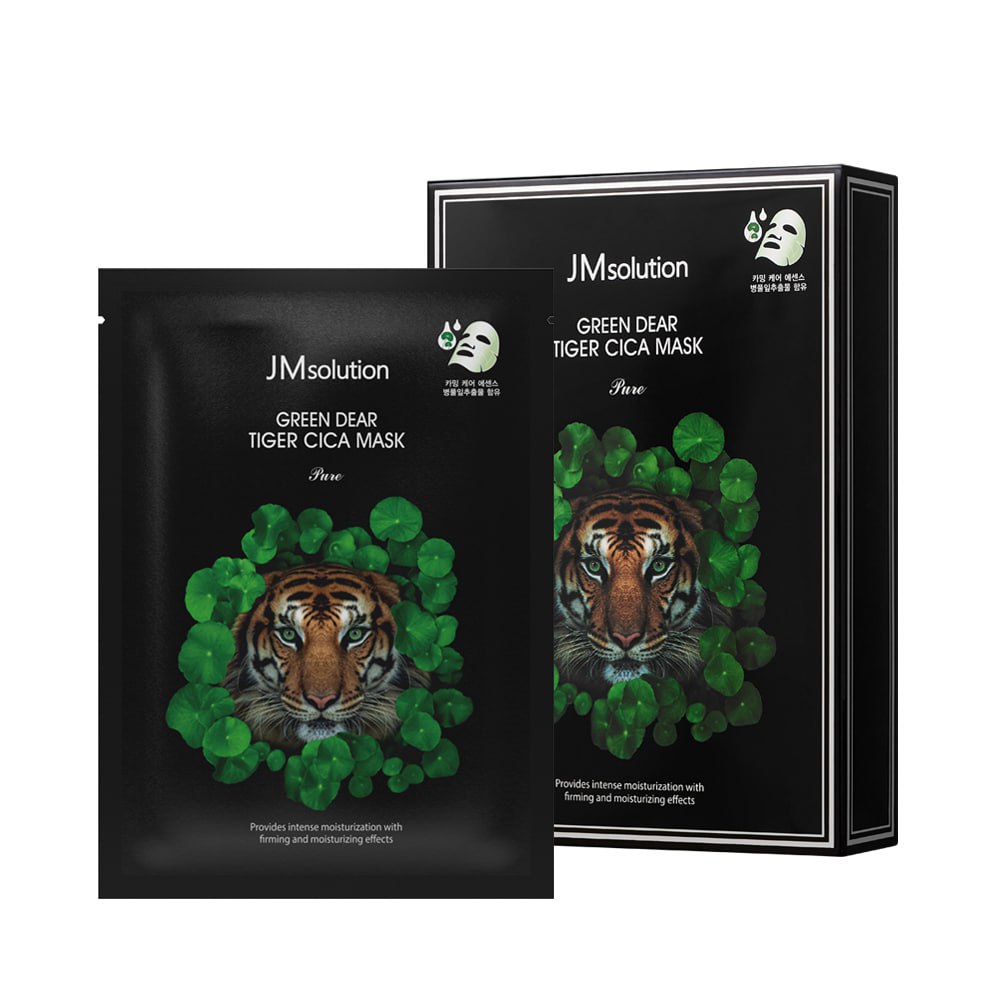 JMsolution
GREEN DEAR
TIGER CICA MASK
Pure
카밍 케어 에센스
병풀잎추출물 함유
Provides intense moisturization with
firming and moisturizing effects
JMsolution
GREEN DEAR
TIGER CICA MASK
Pure
카밍 케어 에센스
병풀잎추출물 함유
Provides intense moisturization with
firming and moisturizing effects